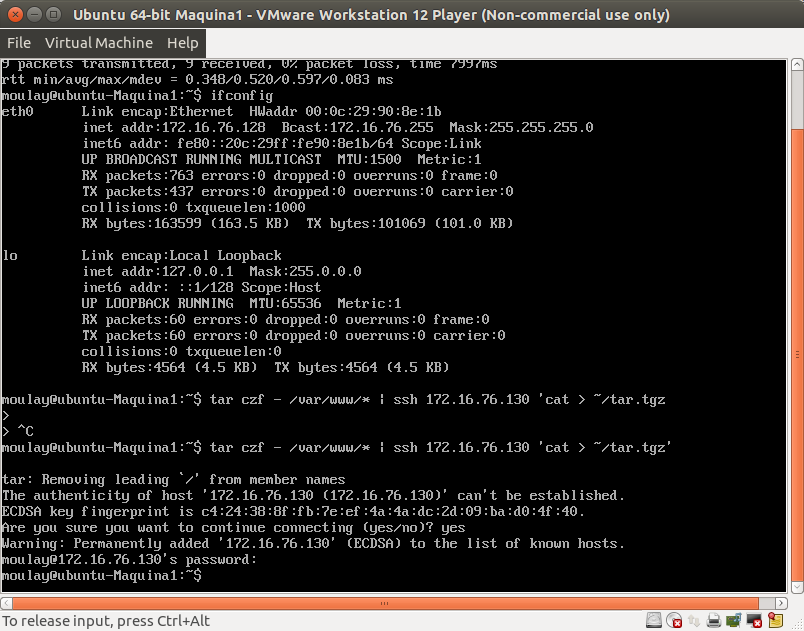 Ubuntu 64-bit Maquina1 - VMware Workstation 12 Player (Non-commercial use only)
File Virtual Machine Help
9 packets transmitted, 9 received, 0% packet loss, time 7997ms
rtt min/avg/max/mdev = 0.348/0.520/0.597/0.083 ms
moulay@ubuntu-Maquina1:~$ ifconfig
eth0      Link encap:Ethernet  HWaddr 00:0c:29:90:8e:1b
          inet addr:172.16.76.128  Bcast:172.16.76.255  Mask:255.255.255.0
          inet6 addr: fe80::20c:29ff:fe90:8e1b/64 Scope:Link
          UP BROADCAST RUNNING MULTICAST  MTU:1500  Metric:1
          RX packets:763 errors:0 dropped:0 overruns:0 frame:0
          TX packets:437 errors:0 dropped:0 overruns:0 carrier:0
          collisions:0 txqueuelen:1000
          RX bytes:163599 (163.5 KB)  TX bytes:101069 (101.0 KB)
lo        Link encap:Local Loopback
          inet addr:127.0.0.1  Mask:255.0.0.0
          inet6 addr: ::1/128 Scope:Host
          UP LOOPBACK RUNNING  MTU:65536  Metric:1
          RX packets:60 errors:0 dropped:0 overruns:0 frame:0
          TX packets:60 errors:0 dropped:0 overruns:0 carrier:0
          collisions:0 txqueuelen:0
          RX bytes:4564 (4.5 KB)  TX bytes:4564 (4.5 KB)
moulay@ubuntu-Maquina1:~$ tar czf - /var/www/* | ssh 172.16.76.130 'cat > ~/tar.tgz
>
> ^C
moulay@ubuntu-Maquina1:~$ tar czf - /var/www/* | ssh 172.16.76.130 'cat > ~/tar.tgz'
tar: Removing leading `/' from member names
The authenticity of host '172.16.76.130 (172.16.76.130)' can't be established.
ECDSA key fingerprint is c4:24:38:8f:fb:7e:ef:4a:4a:dc:2d:09:ba:d0:4f:40.
Are you sure you want to continue connecting (yes/no)? yes
Warning: Permanently added '172.16.76.130' (ECDSA) to the list of known hosts.
moulay@172.16.76.130's password:
moulay@ubuntu-Maquina1:~$
To release input, press Ctrl+Alt